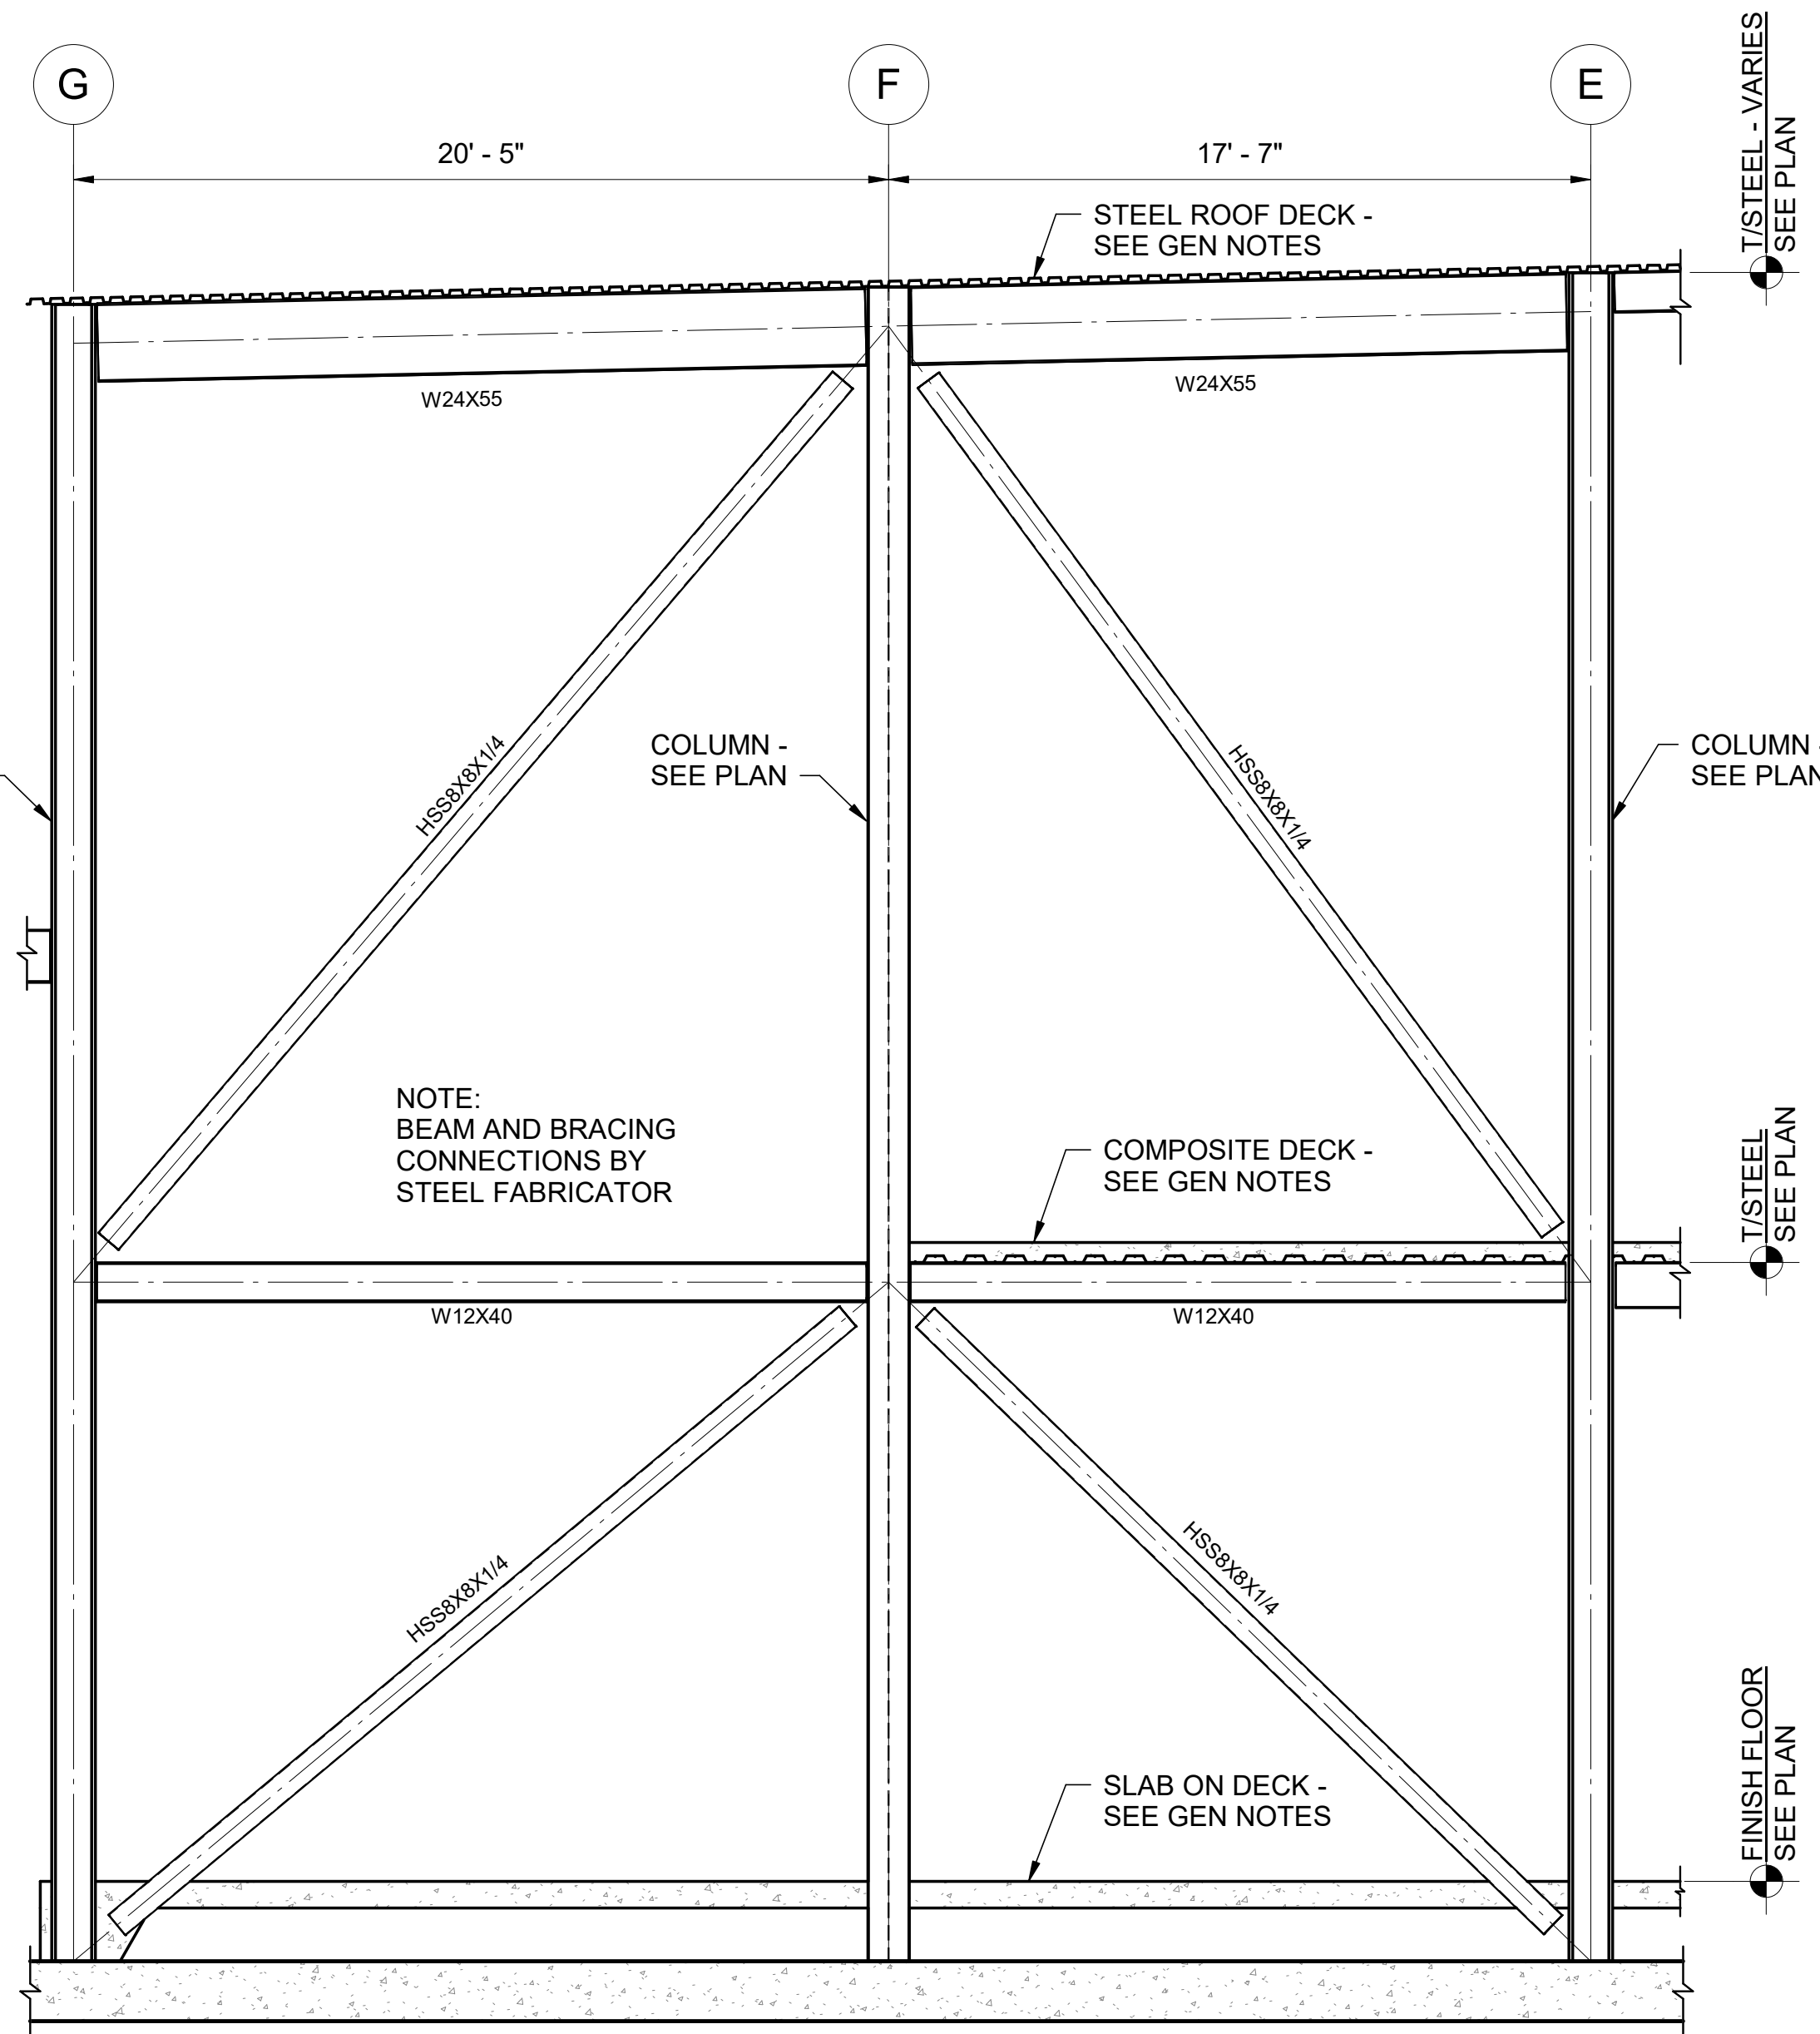 G
F
E
20' - 5"
17' - 7"
T/STEEL - VARIES
SEE PLAN
STEEL ROOF DECK -
SEE GEN NOTES
W24X55
W24X55
HSS8X8X1/4
COLUMN -
SEE PLAN
HSS8X8X1/4
COLUMN -
SEE PLAN
NOTE:
BEAM AND BRACING
CONNECTIONS BY
STEEL FABRICATOR
COMPOSITE DECK -
SEE GEN NOTES
T/STEEL
SEE PLAN
W12X40
W12X40
HSS8X8X1/4
HSS8X8X1/4
SLAB ON DECK -
SEE GEN NOTES
FINISH FLOOR
SEE PLAN